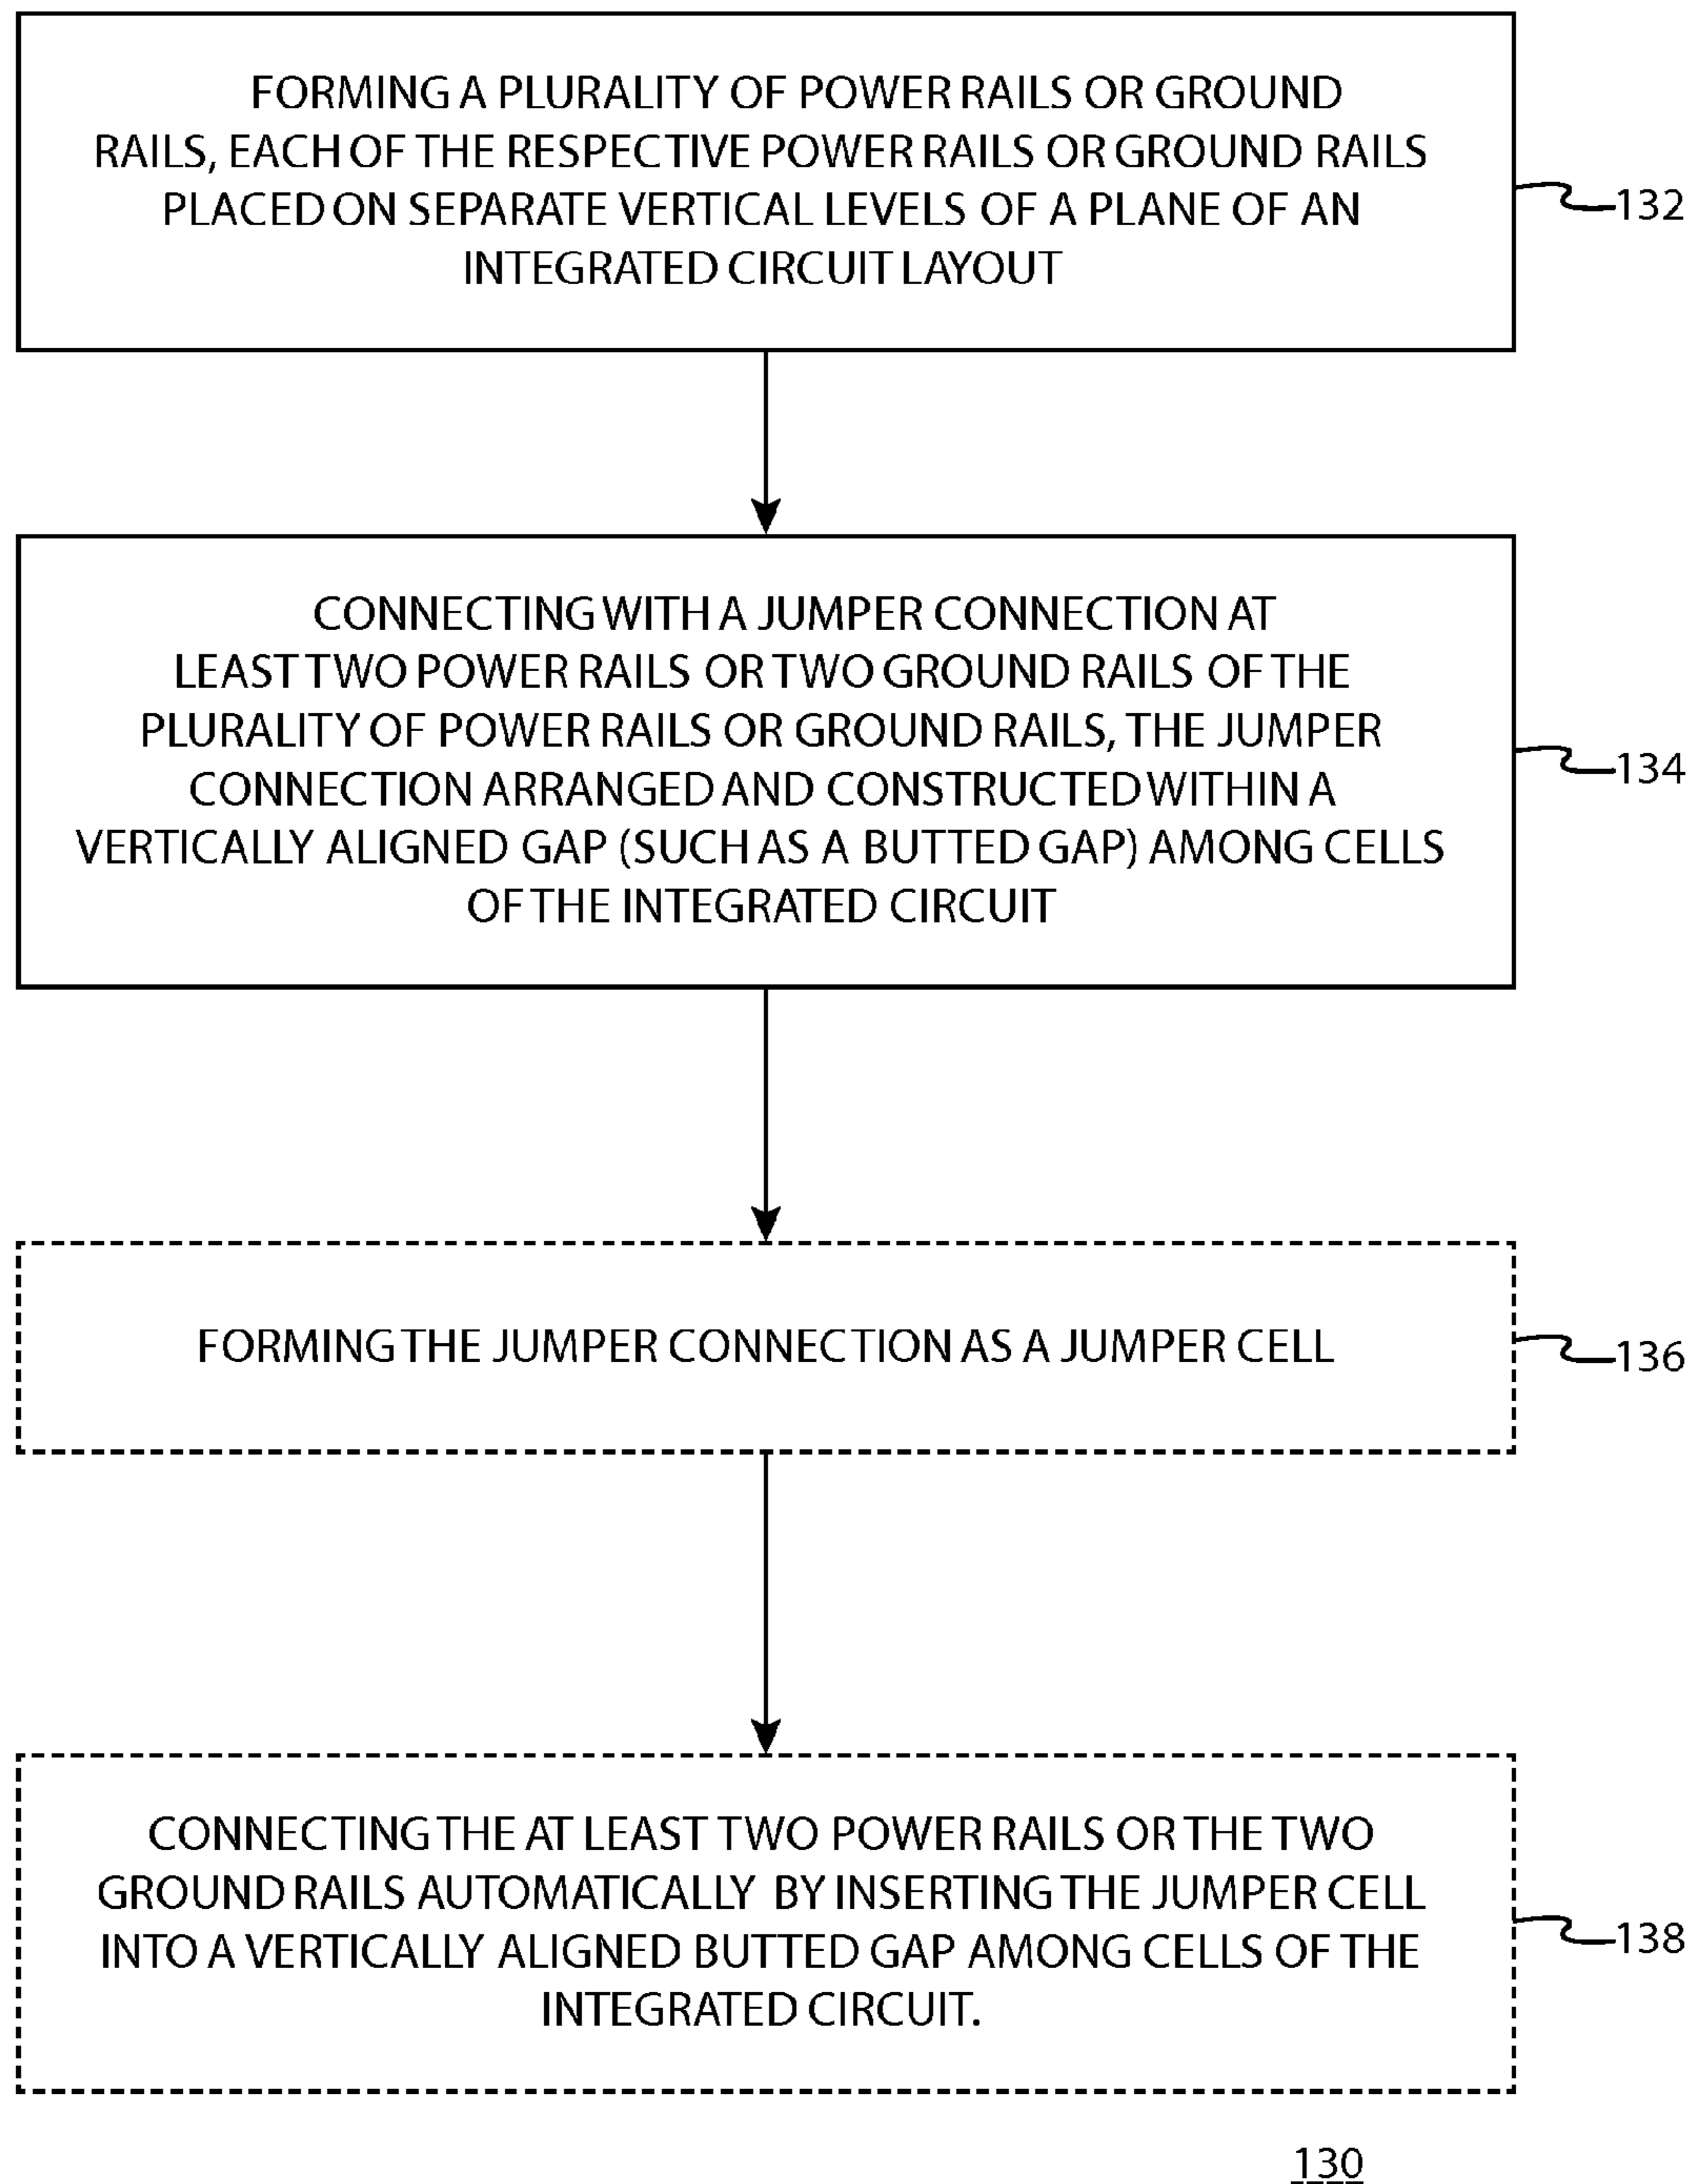 FORMING A PLURALITY OF POWER RAILS OR GROUND
RAILS, EACH OF THE RESPECTIVE POWER RAILS OR GROUND RAILS
PLACED ON SEPARATE VERTICAL LEVELS OF A PLANE OF AN
INTEGRATED CIRCUIT LAYOUT
132
CONNECTING WITH A JUMPER CONNECTION AT
LEAST TWO POWER RAILS OR TWO GROUND RAILS OF THE
PLURALITY OF POWER RAILS OR GROUND RAILS, THE JUMPER
CONNECTION ARRANGED AND CONSTRUCTED WITHIN A
VERTICALLY ALIGNED GAP (SUCH AS A BUTTED GAP) AMONG CELLS
OF THE INTEGRATED CIRCUIT
134
FORMING THE JUMPER CONNECTION AS A JUMPER CELL
136
CONNECTING THE AT LEAST TWO POWER RAILS OR THE TWO
GROUND RAILS AUTOMATICALLY BY INSERTING THE JUMPER CELL
INTO A VERTICALLY ALIGNED BUTTED GAP AMONG CELLS OF THE
INTEGRATED CIRCUIT.
138
130